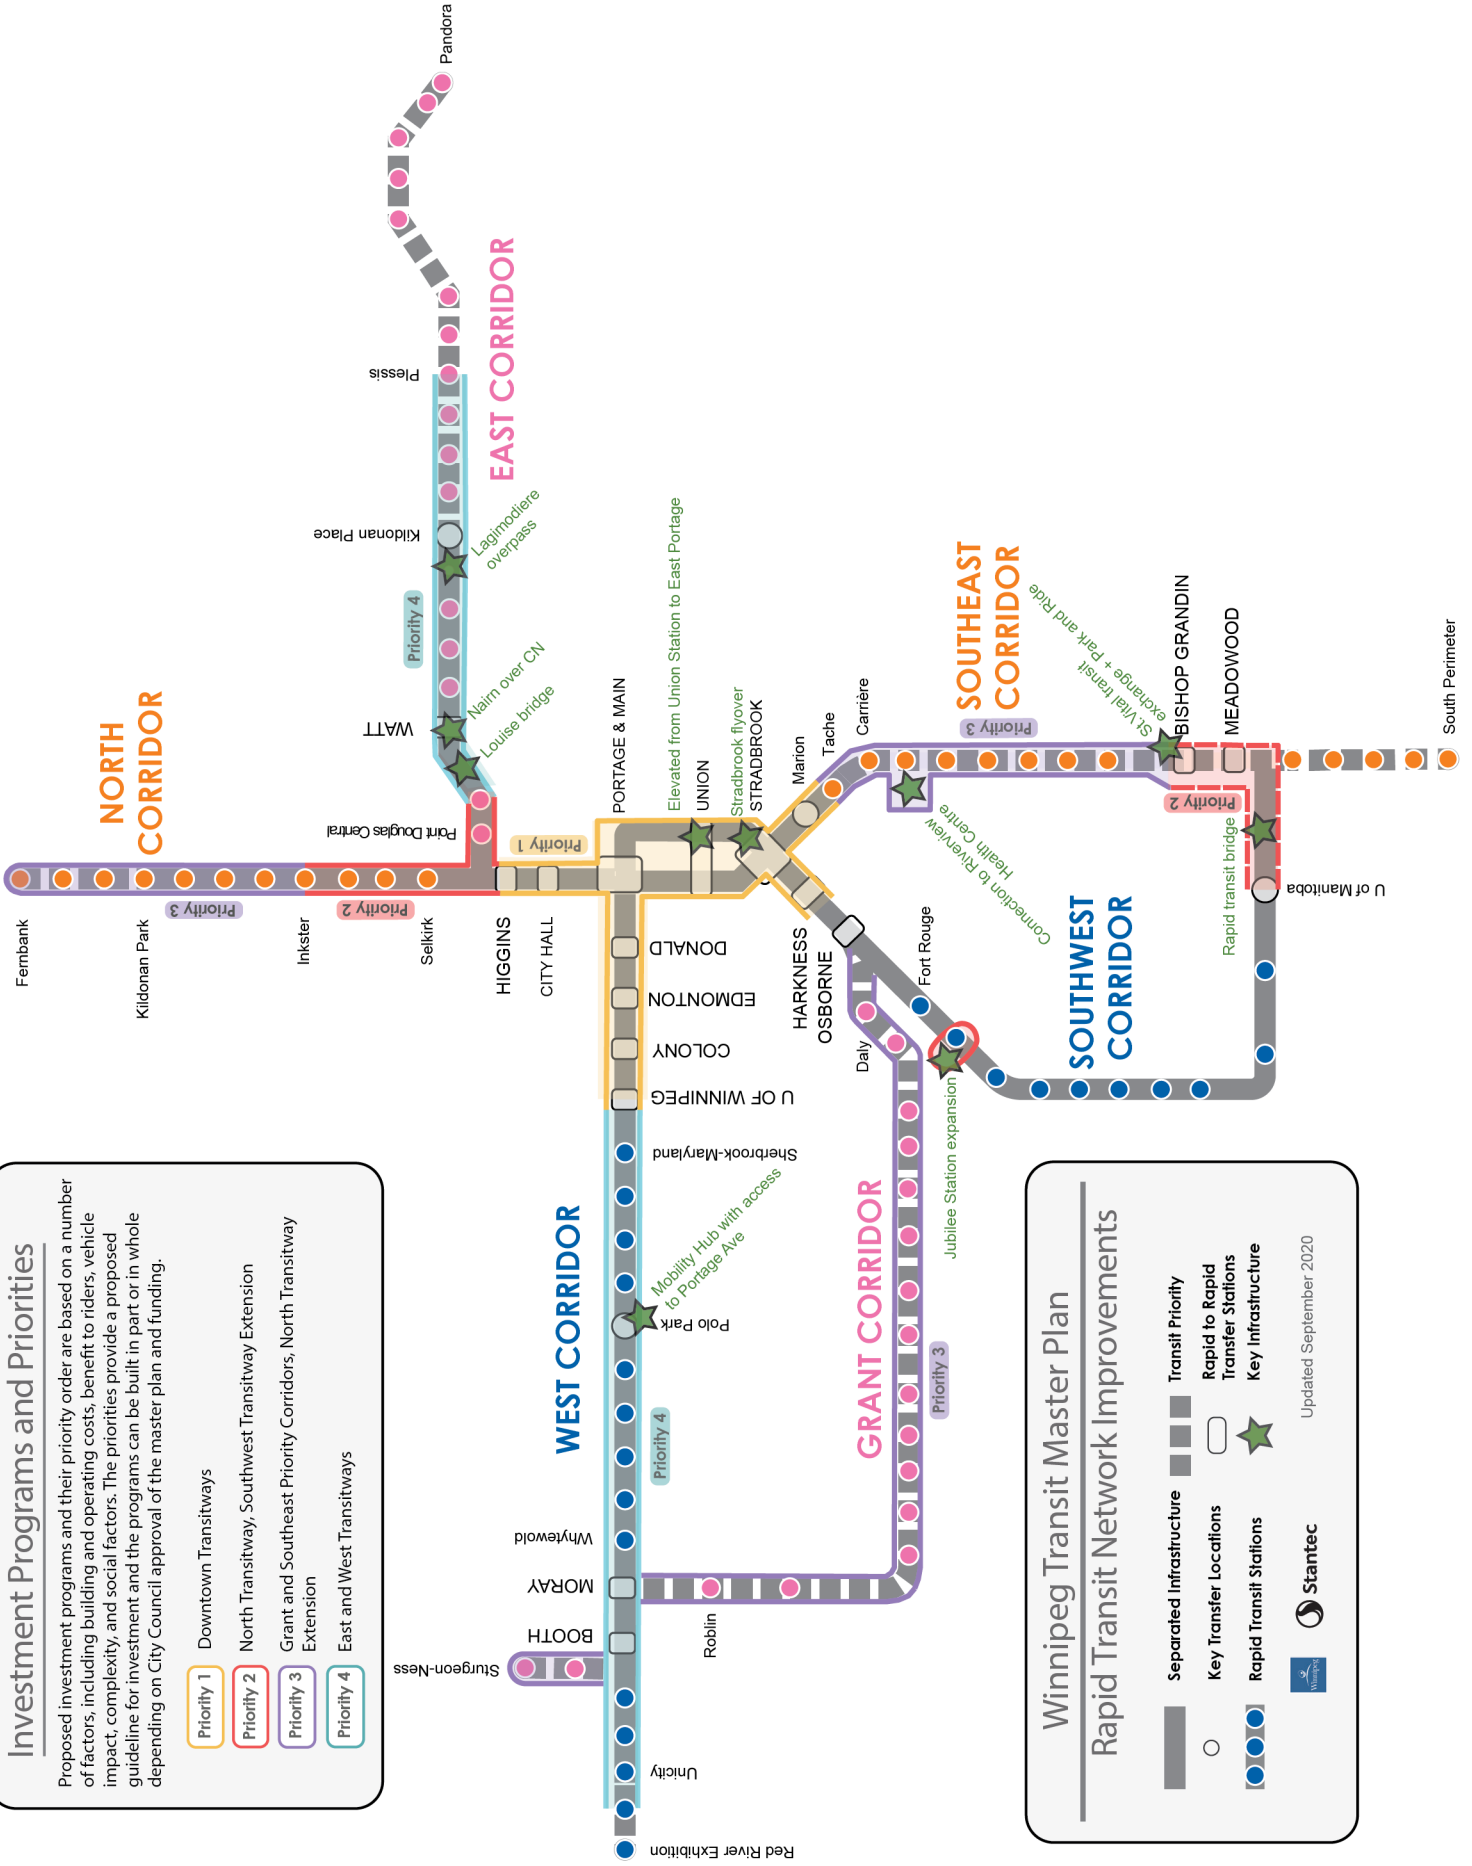 Investment Programs and Priorities
Proposed investment programs and their priority order are based on a number
of factors, including building and operating costs, benefit to riders, vehicle
impact, complexity, and social factors. The priorities provide a proposed
guideline for investment and the programs can be built in part or in whole
depending on City Council approval of the master plan and funding.
Priority 1 Downtown Transitways
Priority 2 North Transitway, Southwest Transitway Extension
Priority 3 Grant and Southeast Priority Corridors, North Transitway
Extension
Priority 4 East and West Transitways
NORTH
CORRIDOR
Fernbank
Kildonan Park
Priority 3
Inkster
Priority 2
Selkirk
HIGGINS
CITY HALL
Priority 1
Point Douglas Central
WATT
Louise bridge
Nairn over CN
Priority 4
Lagimodiere
overpass
Kildonan Place
Plessis
EAST CORRIDOR
Pandora
PORTAGE & MAIN
Elevated from Union Station to East Portage
UNION
Stradbrook flyover
STRADBROOK
Marion
Tache
Carrière
SOUTHEAST
CORRIDOR
Priority 3
Connection to Riverview
Health Centre
St. Vital transit
exchange + Park and Ride
BISHOP GRANDIN
MEADOWOOD
Priority 2
South Perimeter
Rapid transit bridge
U of Manitoba
SOUTHWEST
CORRIDOR
HARKNESS
OSBORNE
Fort Rouge
Jubilee Station expansion
Daly
GRANT CORRIDOR
Priority 3
Roblin
DONALD
EDMONTON
COLONY
U OF WINNIPEG
Sherbrook-Maryland
WEST CORRIDOR
Mobility Hub with access
to Portage Ave
Polo Park
Priority 4
Whytewold
MORAY
BOOTH
Sturgeon-Ness
Unicity
Red River Exhibition
Winnipeg Transit Master Plan
Rapid Transit Network Improvements
Separated Infrastructure
Transit Priority
Key Transfer Locations
Rapid to Rapid
Transfer Stations
Rapid Transit Stations
Key Infrastructure
Winnipeg
Stantec
Updated September 2020